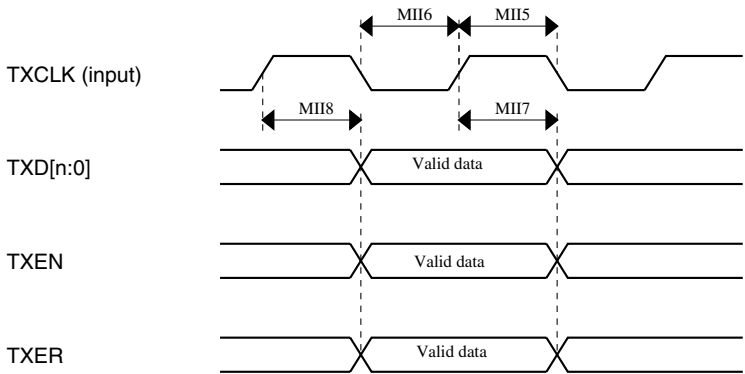 MII6 MII5
TXCLK (input)
MII8 MII7
TXD[n:0] Valid data
TXEN Valid data
TXER Valid data